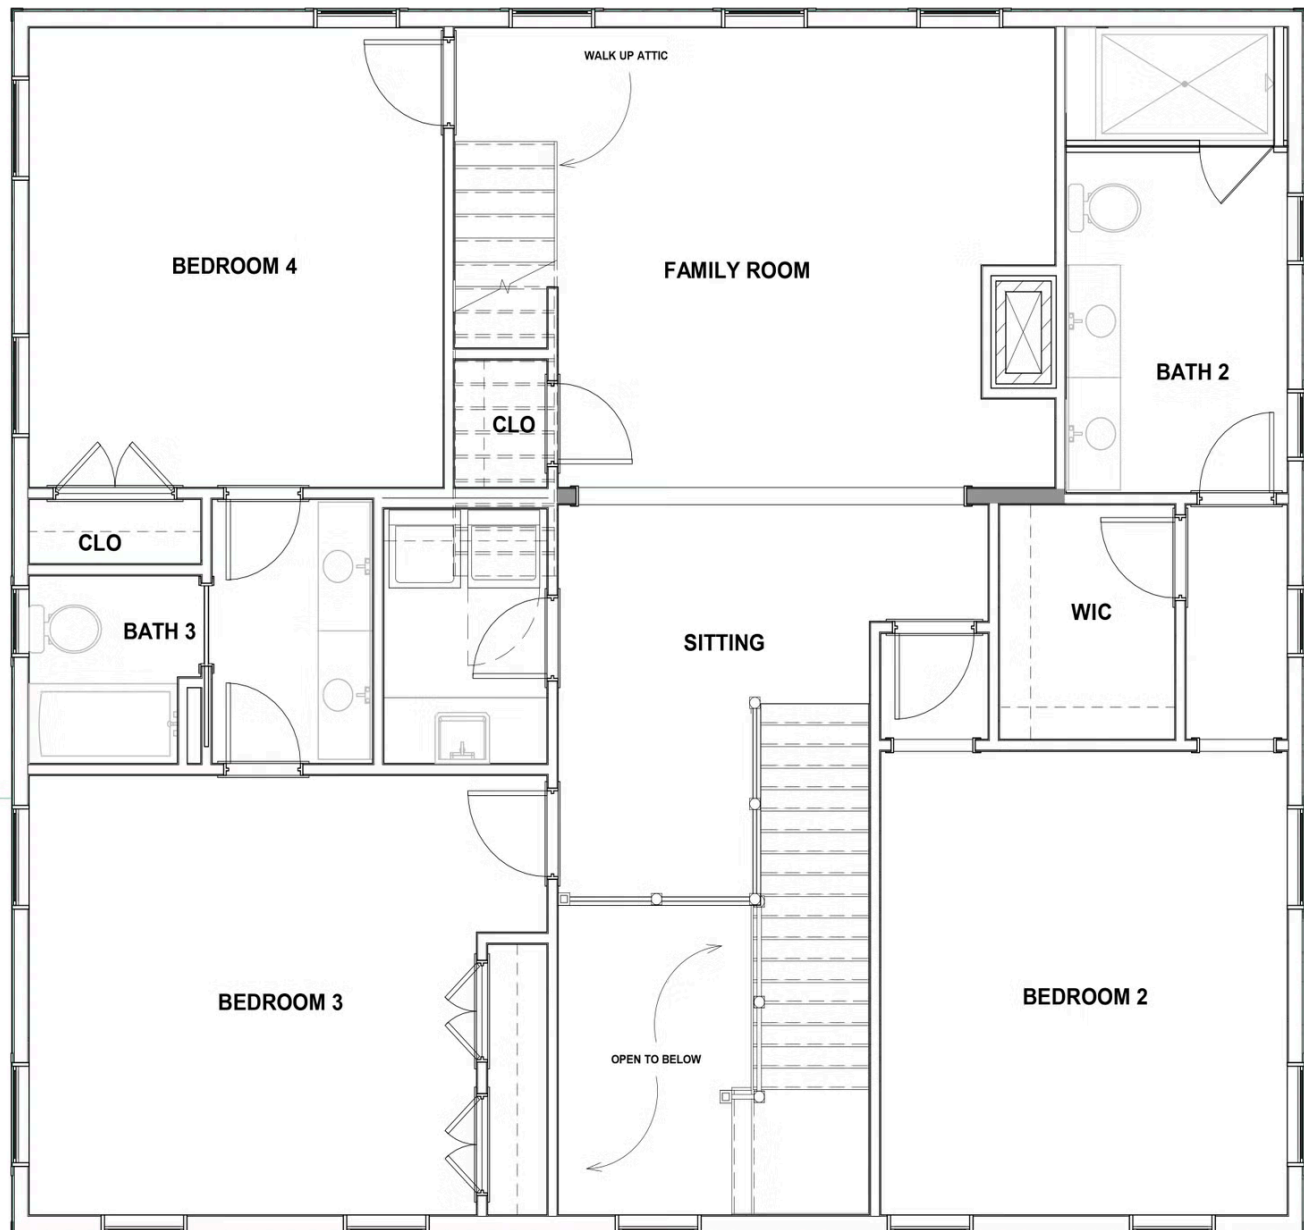 WALK UP ATTIC
BEDROOM 4
FAMILY ROOM
BATH 2
CLO
CLO
WIC
BATH 3
SITTING
BEDROOM 3
BEDROOM 2
OPEN TO BELOW